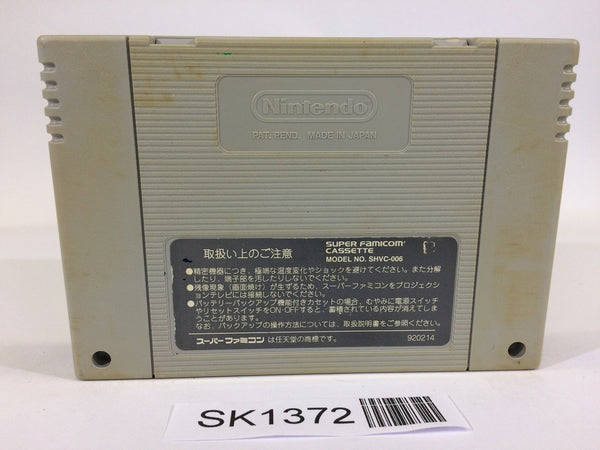 Nintendo
PAT. PEND. MADE IN JAPAN
取扱い上のご注意
SUPER FAMICOM
CASSETTE
MODEL NO. SHVC-006
●精密機器につき、極端な温度変化やショックを避けてください。また分解
したり、端子部を汚したりしないでください。
●残像現象(画面焼け)が生ずるため、スーパーファミコンをプロジェクシ
ョンテレビには接続しないでください。
●バッテリーバックアップ機能付きカセットの場合、むやみに電源スイッチ
やリセットスイッチをON・OFFすると、蓄積されている内容が消えてしま
うことがあります。
なお、バックアップの操作方法については、取扱説明書をご参照ください。
スーパーファミコン は任天堂の商標です。
920214
SK1372